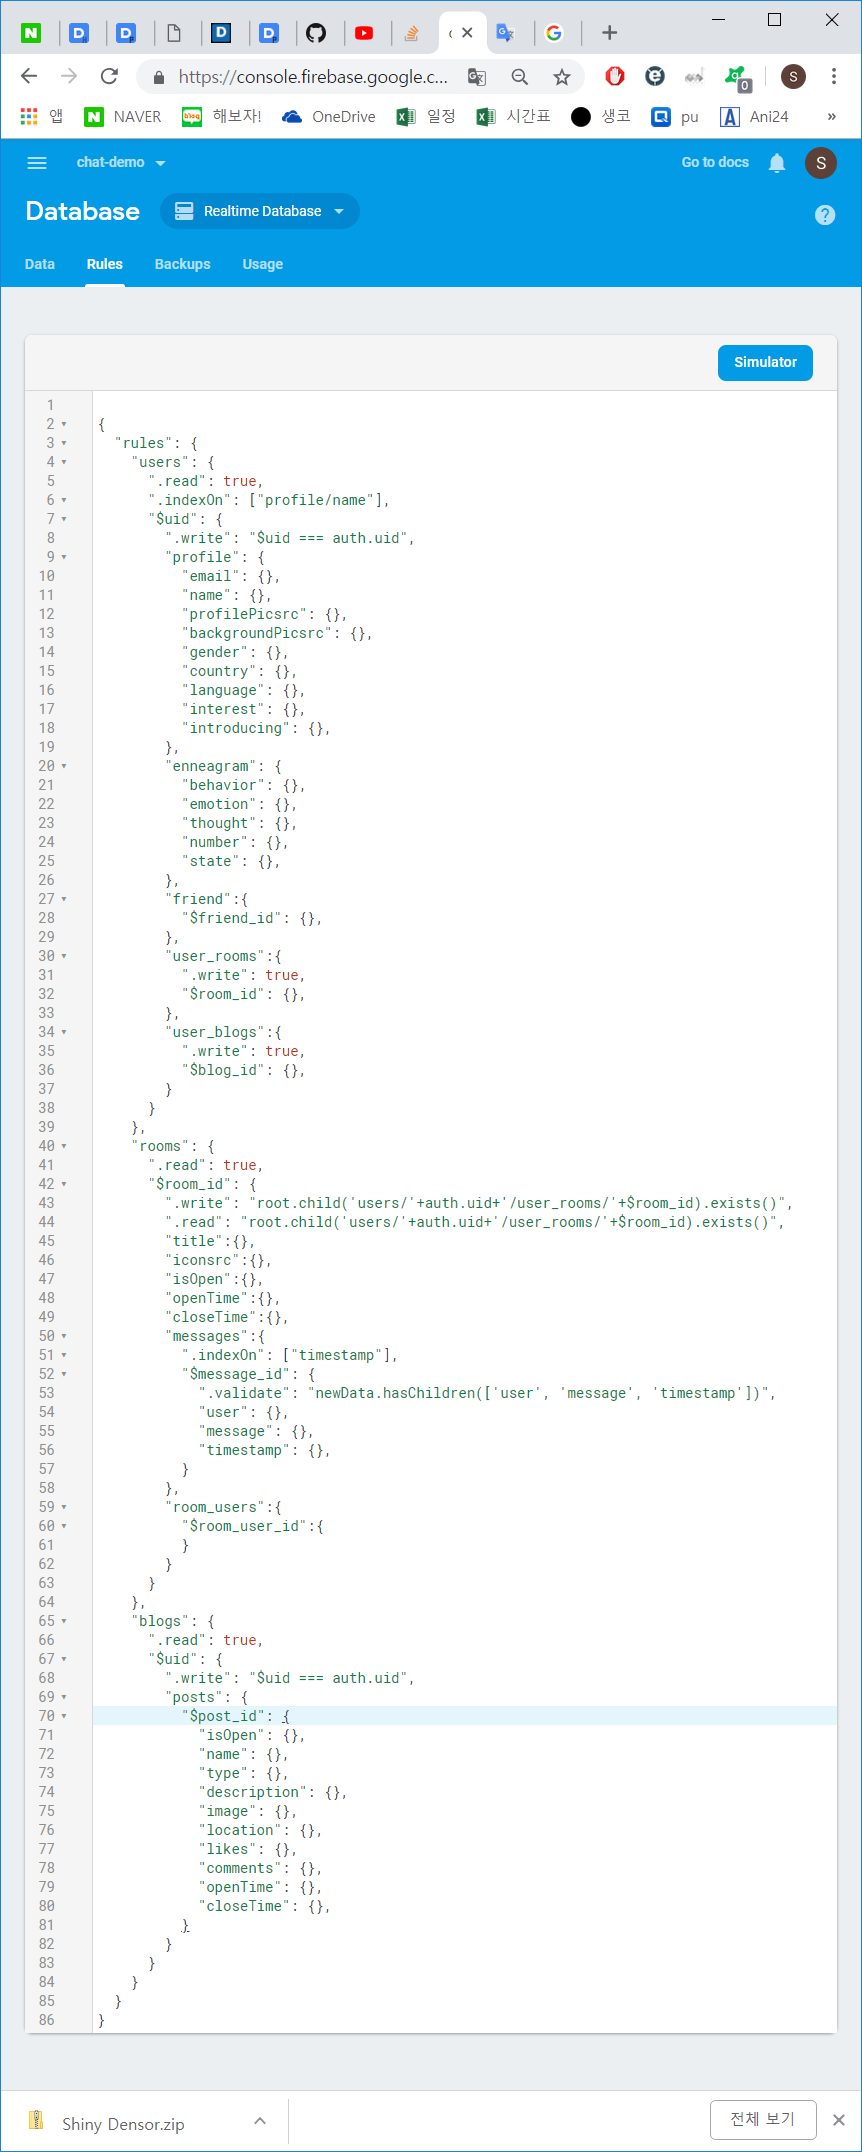 https://console.firebase.google.c...
앱 NAVER 해보자! OneDrive 일정 시간표 생코 pu Ani24 »
chat-demo Go to docs S
Database Realtime Database
Data Rules Backups Usage
Simulator
1
2 {
3 "rules": {
4 "users": {
5 ".read": true,
6 ".indexOn": ["profile/name"],
7 "$uid": {
8 ".write": "$uid === auth.uid",
9 "profile": {
10 "email": {},
11 "name": {},
12 "profilePicsrc": {},
13 "backgroundPicsrc": {},
14 "gender": {},
15 "country": {},
16 "language": {},
17 "interest": {},
18 "introducing": {},
19 },
20 "enneagram": {
21 "behavior": {},
22 "emotion": {},
23 "thought": {},
24 "number": {},
25 "state": {},
26 },
27 "friend":{
28 "$friend_id": {},
29 },
30 "user_rooms":{
31 ".write": true,
32 "$room_id": {},
33 },
34 "user_blogs":{
35 ".write": true,
36 "$blog_id": {},
37 }
38 }
39 },
40 "rooms": {
41 ".read": true,
42 "$room_id": {
43 ".write": "root.child('users/'+auth.uid+'/user_rooms/'+$room_id).exists()",
44 ".read": "root.child('users/'+auth.uid+'/user_rooms/'+$room_id).exists()",
45 "title":{},
46 "iconsrc":{},
47 "isOpen":{},
48 "openTime":{},
49 "closeTime":{},
50 "messages":{
51 ".indexOn": ["timestamp"],
52 "$message_id": {
53 ".validate": "newData.hasChildren(['user', 'message', 'timestamp'])",
54 "user": {},
55 "message": {},
56 "timestamp": {},
57 }
58 },
59 "room_users":{
60 "$room_user_id":{
61 }
62 }
63 }
64 },
65 "blogs": {
66 ".read": true,
67 "$uid": {
68 ".write": "$uid === auth.uid",
69 "posts": {
70 "$post_id": {
71 "isOpen": {},
72 "name": {},
73 "type": {},
74 "description": {},
75 "image": {},
76 "location": {},
77 "likes": {},
78 "comments": {},
79 "openTime": {},
80 "closeTime": {},
81 }
82 }
83 }
84 }
85 }
86 }
Shiny Densor.zip 전체 보기